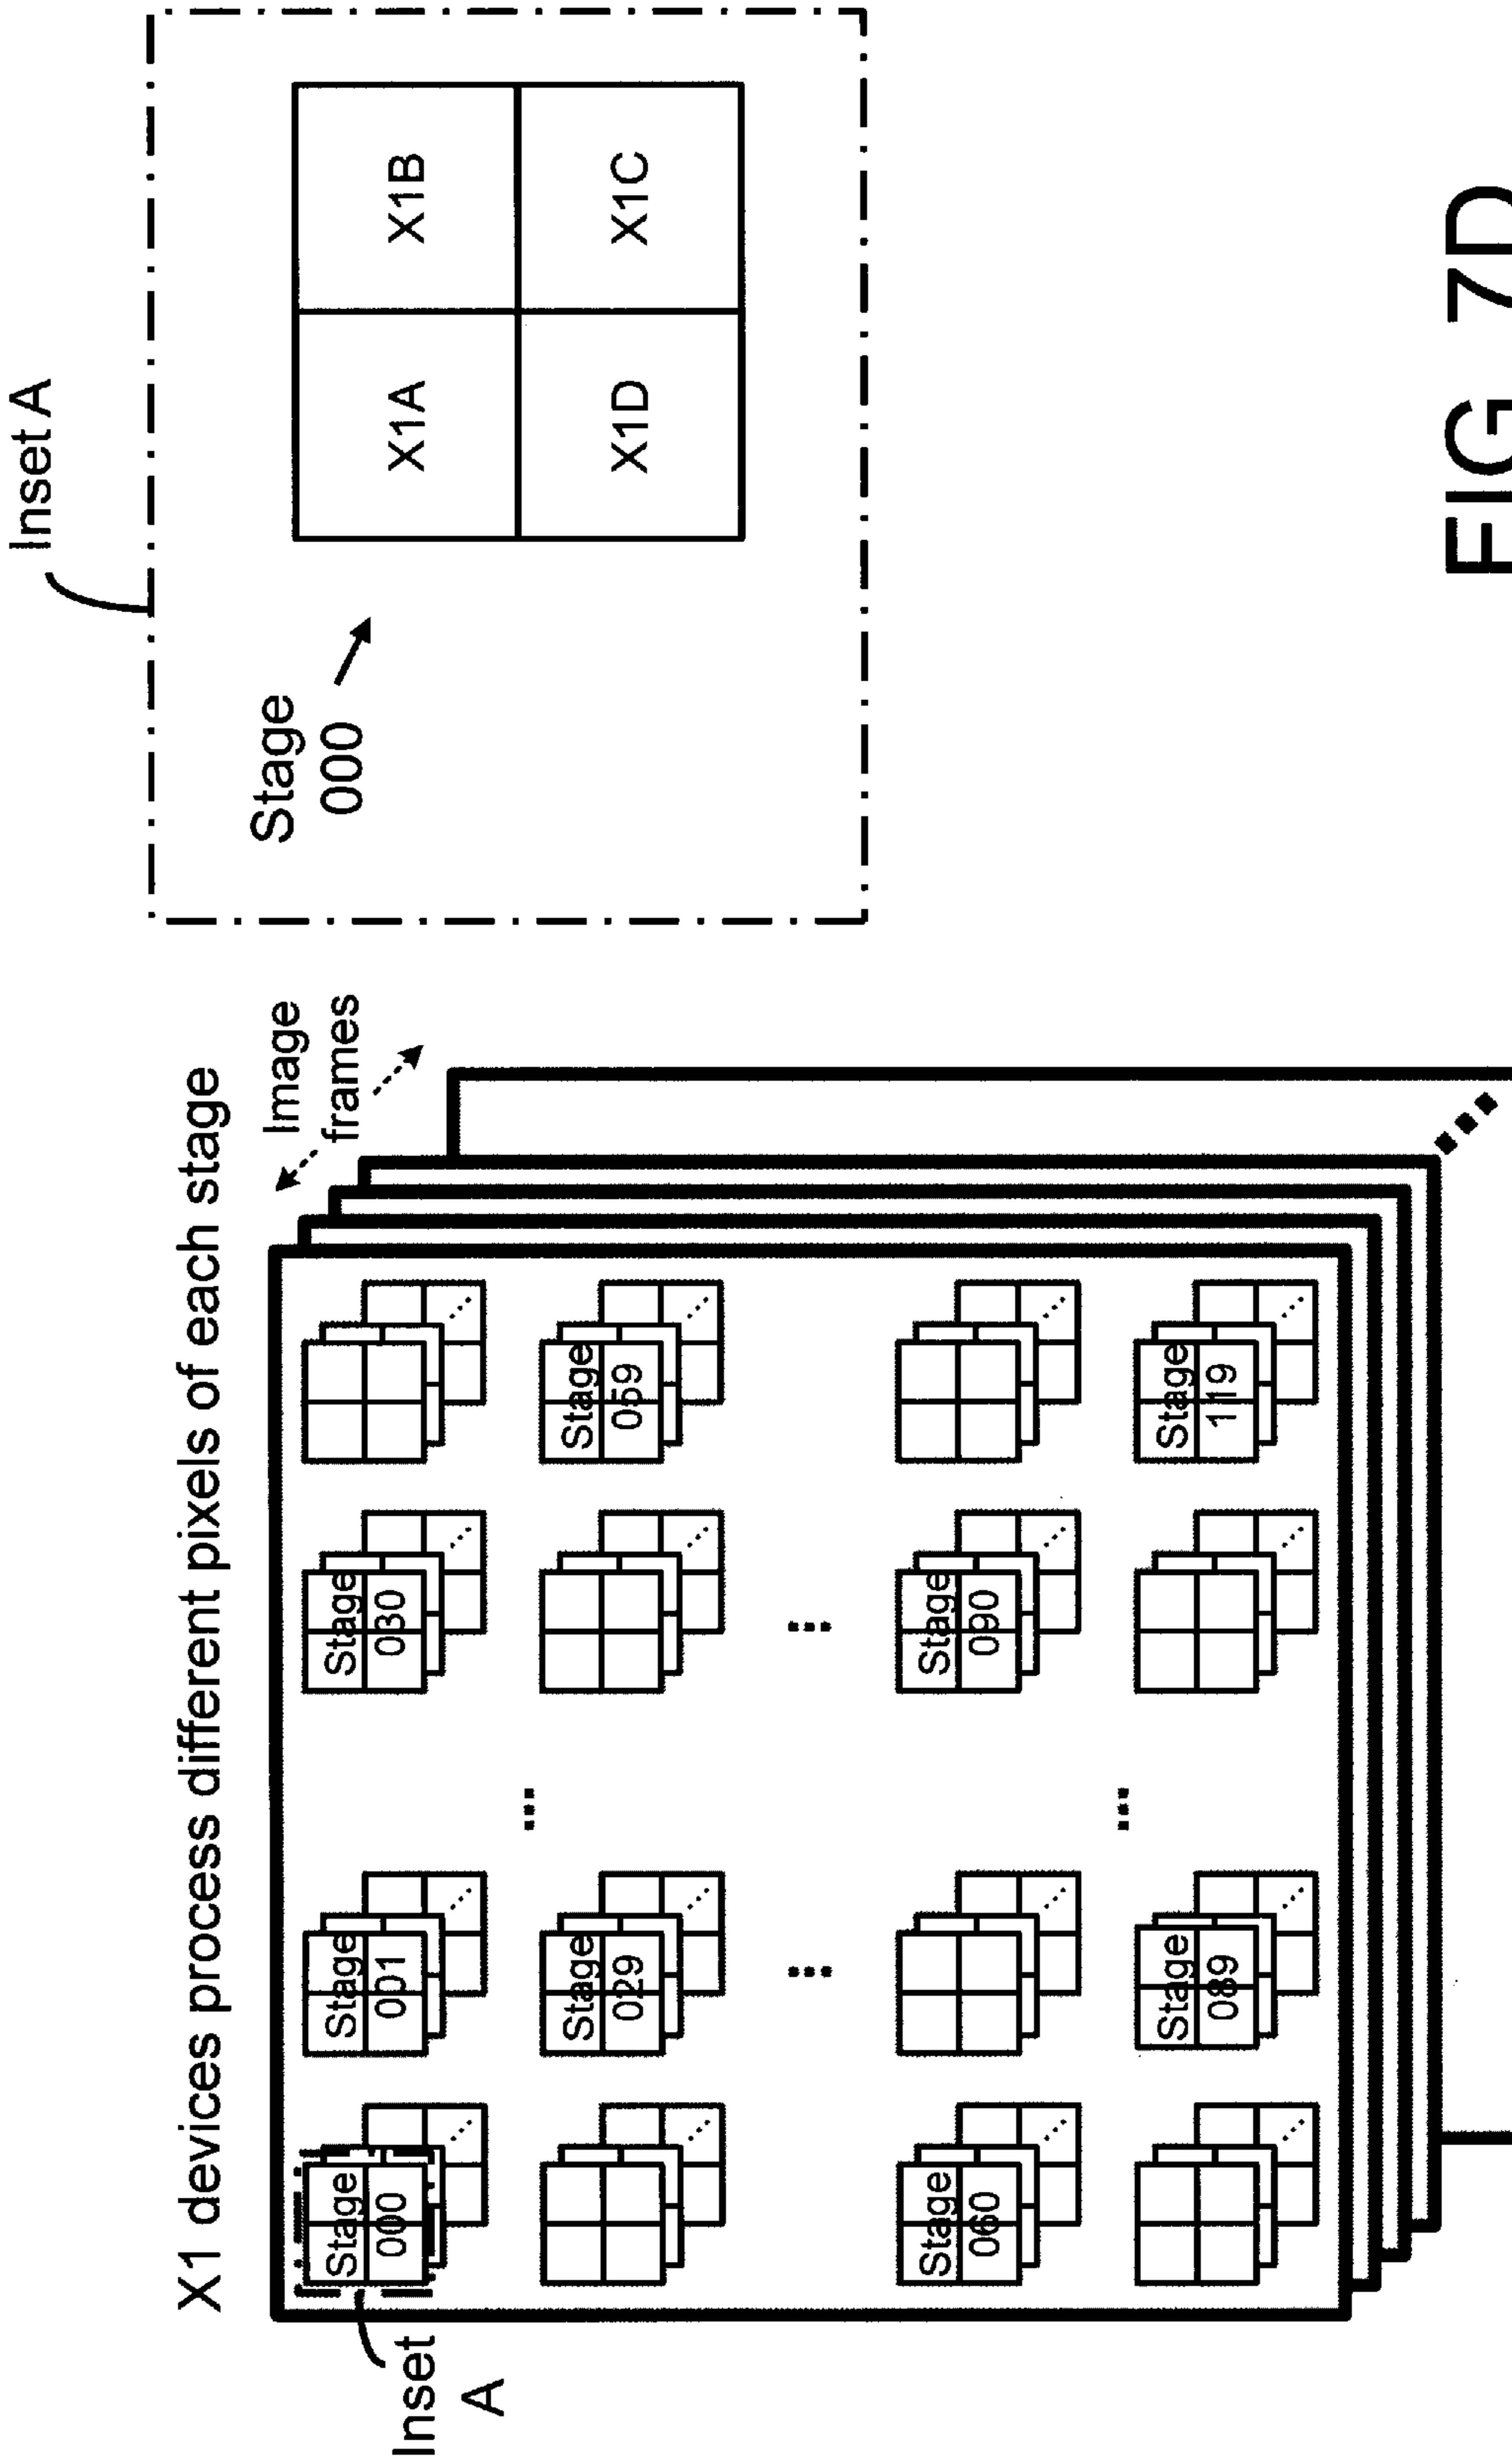 X1 devices process different pixels of each stage
Image
frames
Inset
A
Stage
000
Stage
001
Stage
030
Stage
029
Stage
059
...
...
...
Stage
060
Stage
090
Stage
089
...
Stage
119
Inset A
Stage
000
X1A
X1B
X1D
X1C
FIG 7D